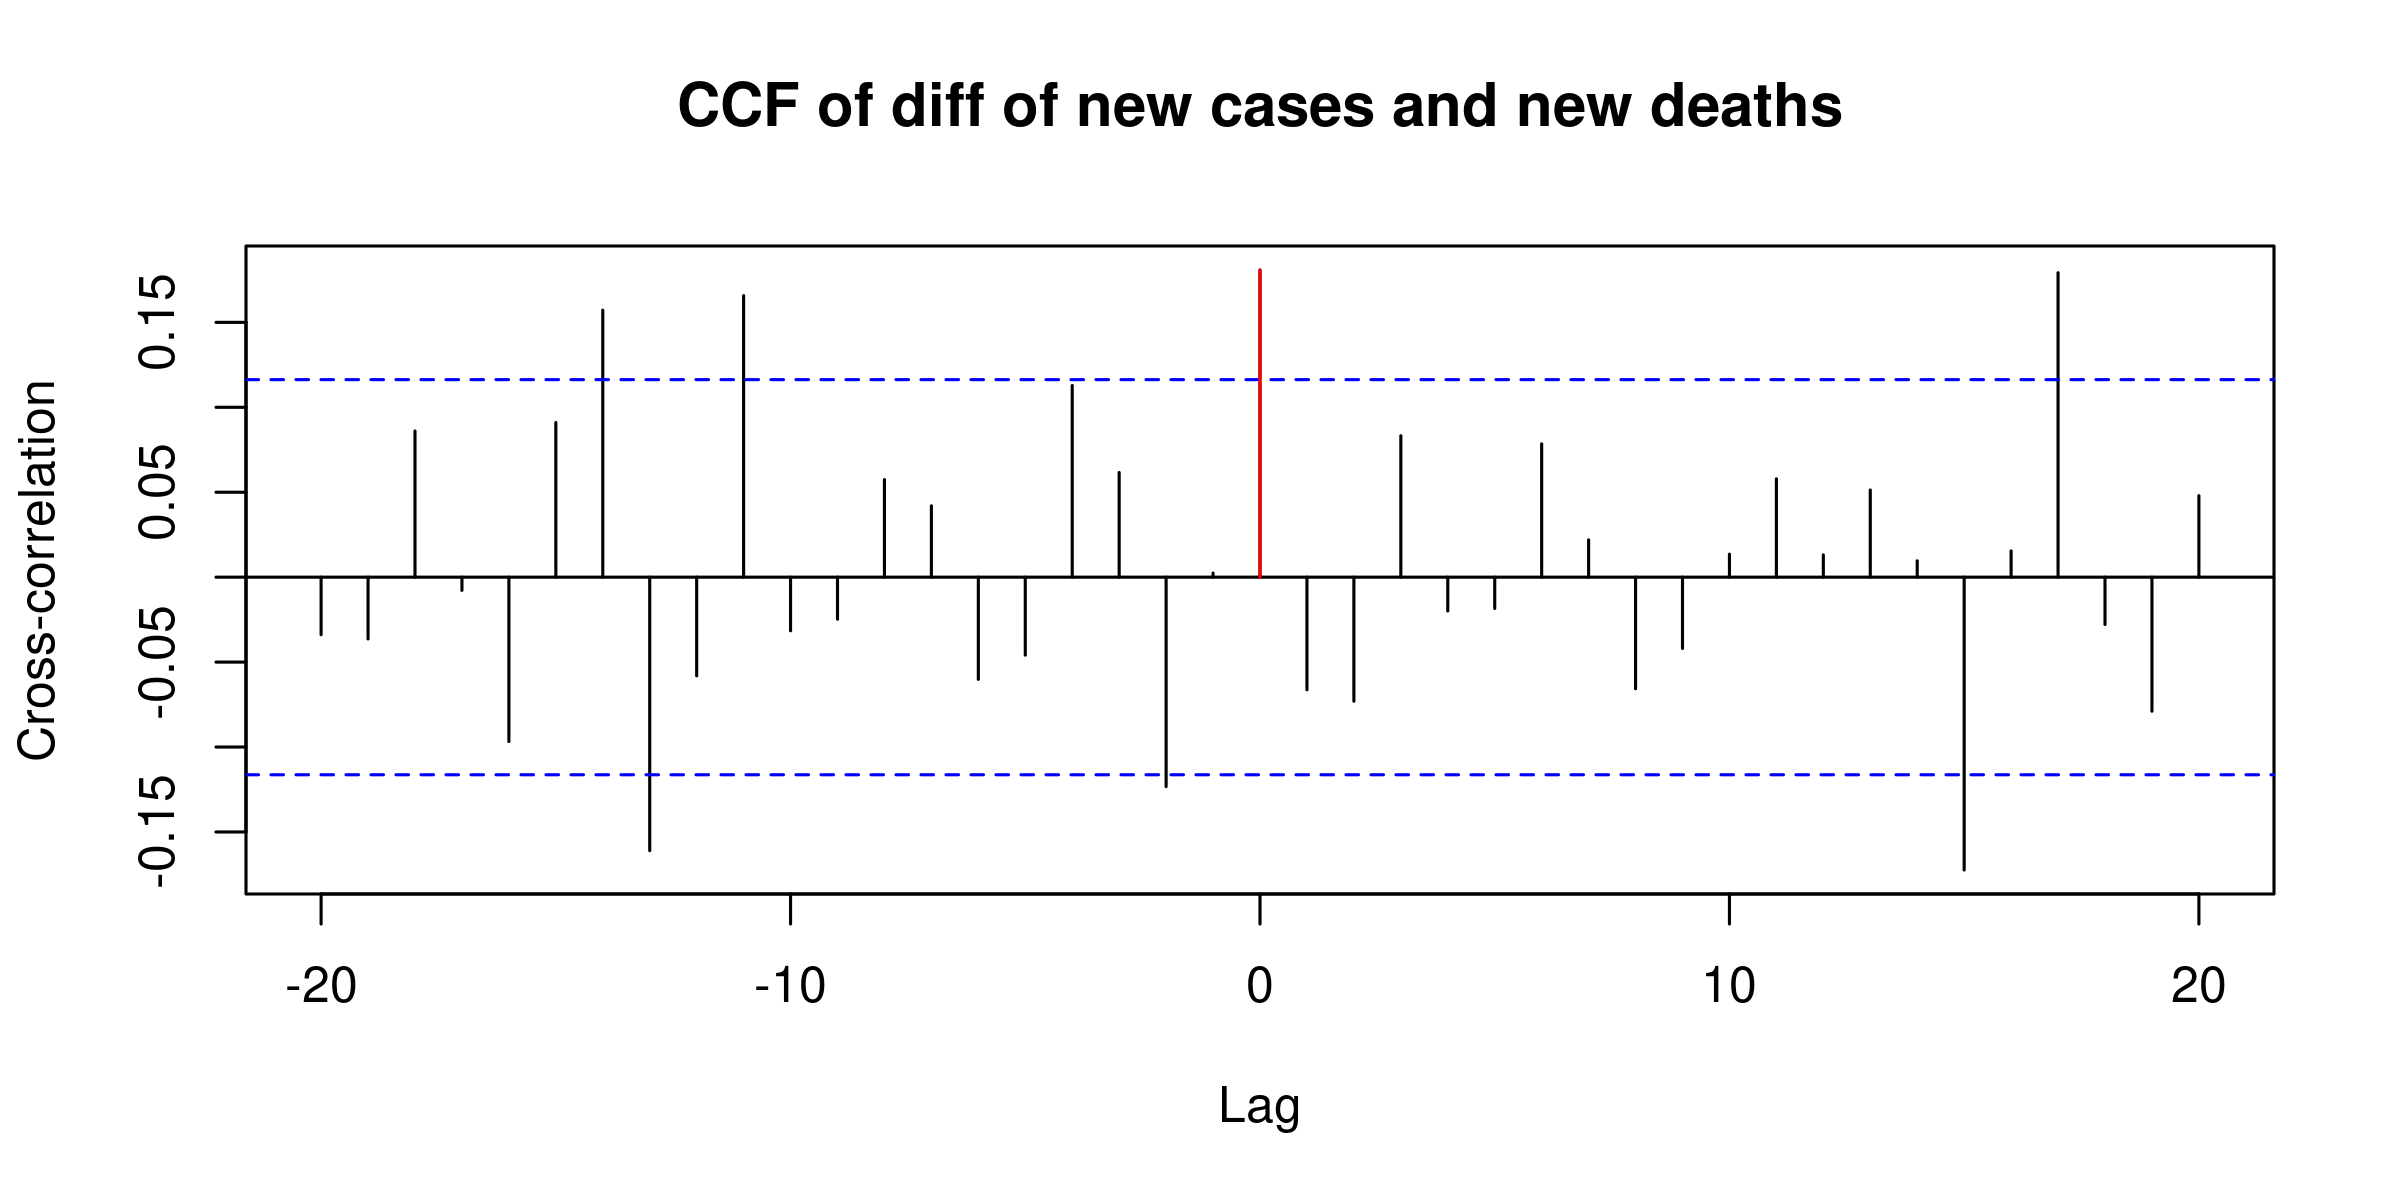 CCF of diff of new cases and new deaths
Cross-correlation
0.15
0.05
-0.05
-0.15
-20 -10 0 10 20
Lag